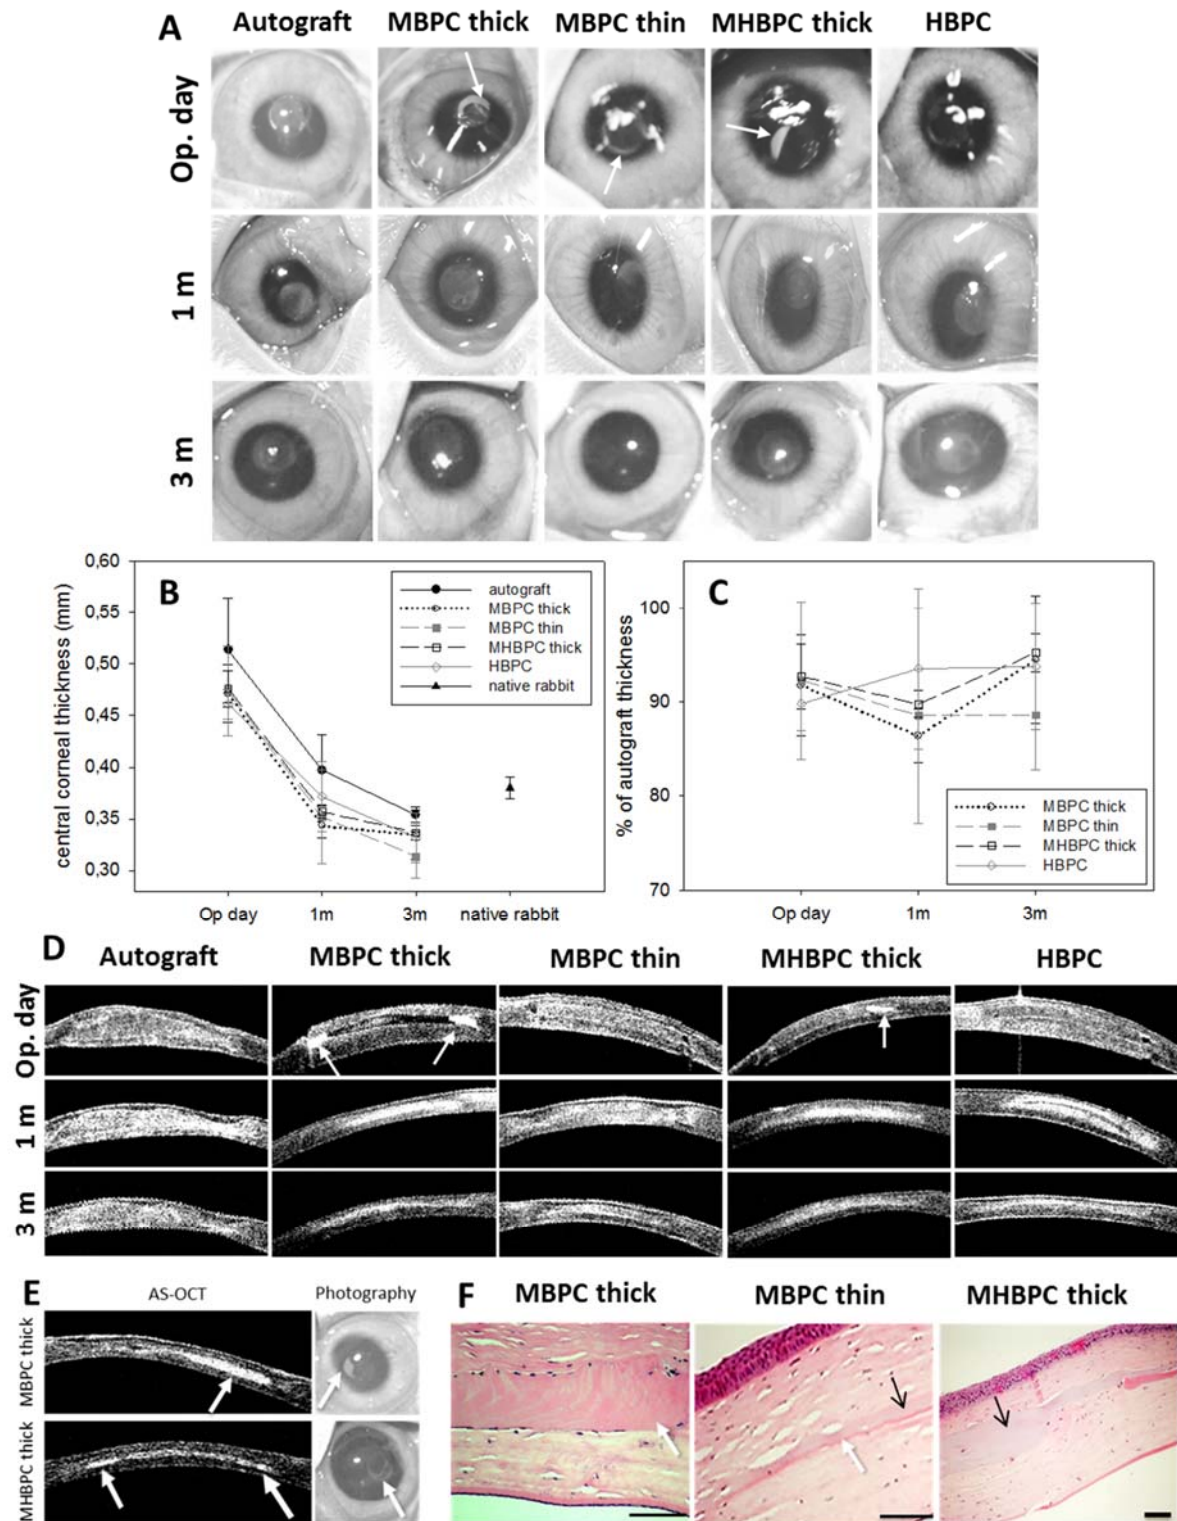 A
Autograft MBPC thick MBPC thin MHBPC thick HBPC
Op. day
1 m
3 m
B
central corneal thickness (mm)
0,60
0,55
0,50
0,45
0,40
0,35
0,30
autograft
MBPC thick
MBPC thin
MHBPC thick
HBPC
native rabbit
Op day 1m 3m native rabbit
C
% of autograft thickness
100
90
80
70
MBPC thick
MBPC thin
MHBPC thick
HBPC
Op day 1m 3m
D
Autograft MBPC thick MBPC thin MHBPC thick HBPC
Op. day
1 m
3 m
E
AS-OCT Photography
MBPC thick
MHBPC thick
F
MBPC thick MBPC thin MHBPC thick